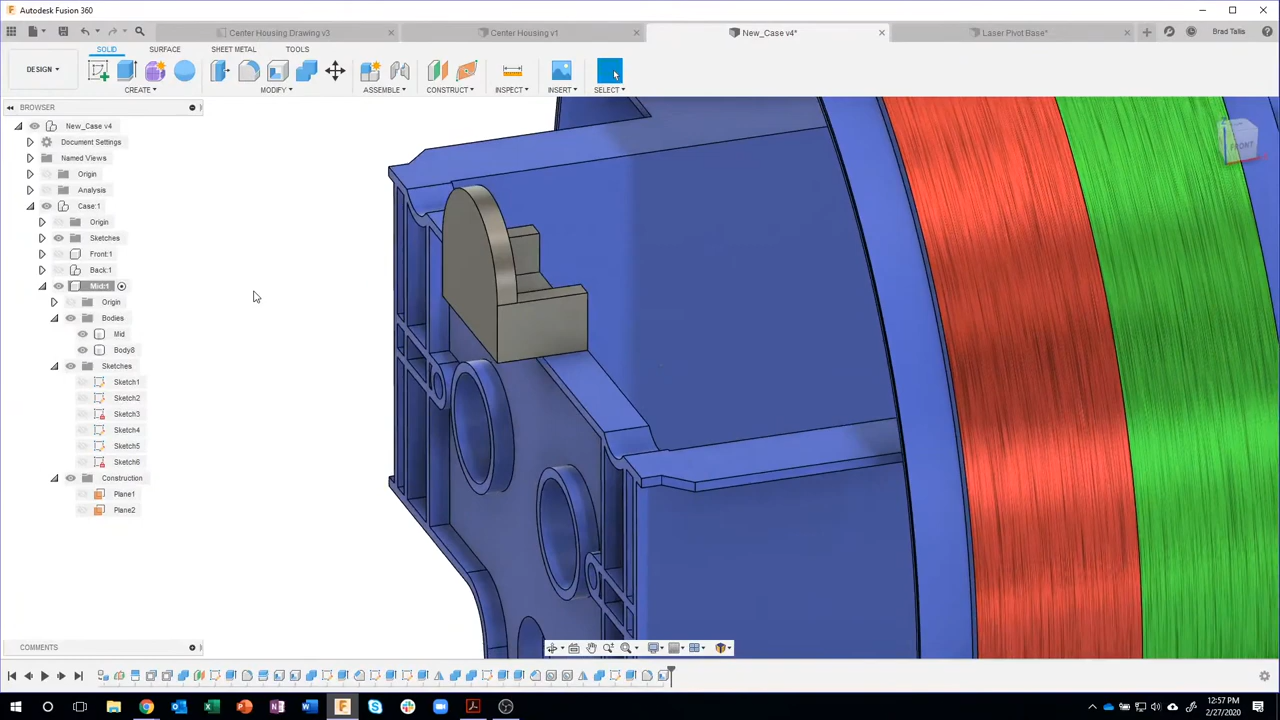 Autodesk Fusion 360
Center Housing Drawing v3
Center Housing v1
New_Case v4*
Laser Pivot Base*
Brad Tallis
SOLID
SURFACE
SHEET METAL
TOOLS
DESIGN
CREATE
MODIFY
ASSEMBLE
CONSTRUCT
INSPECT
INSERT
SELECT
BROWSER
New_Case v4
Document Settings
Named Views
Origin
Analysis
Case:1
Origin
Sketches
Front:1
Back:1
Mid:1
Origin
Bodies
Mid
Body8
Sketches
Sketch1
Sketch2
Sketch3
Sketch4
Sketch5
Sketch6
Construction
Plane1
Plane2
FRONT
Z
COMMENTS
12:57 PM
2/27/2020